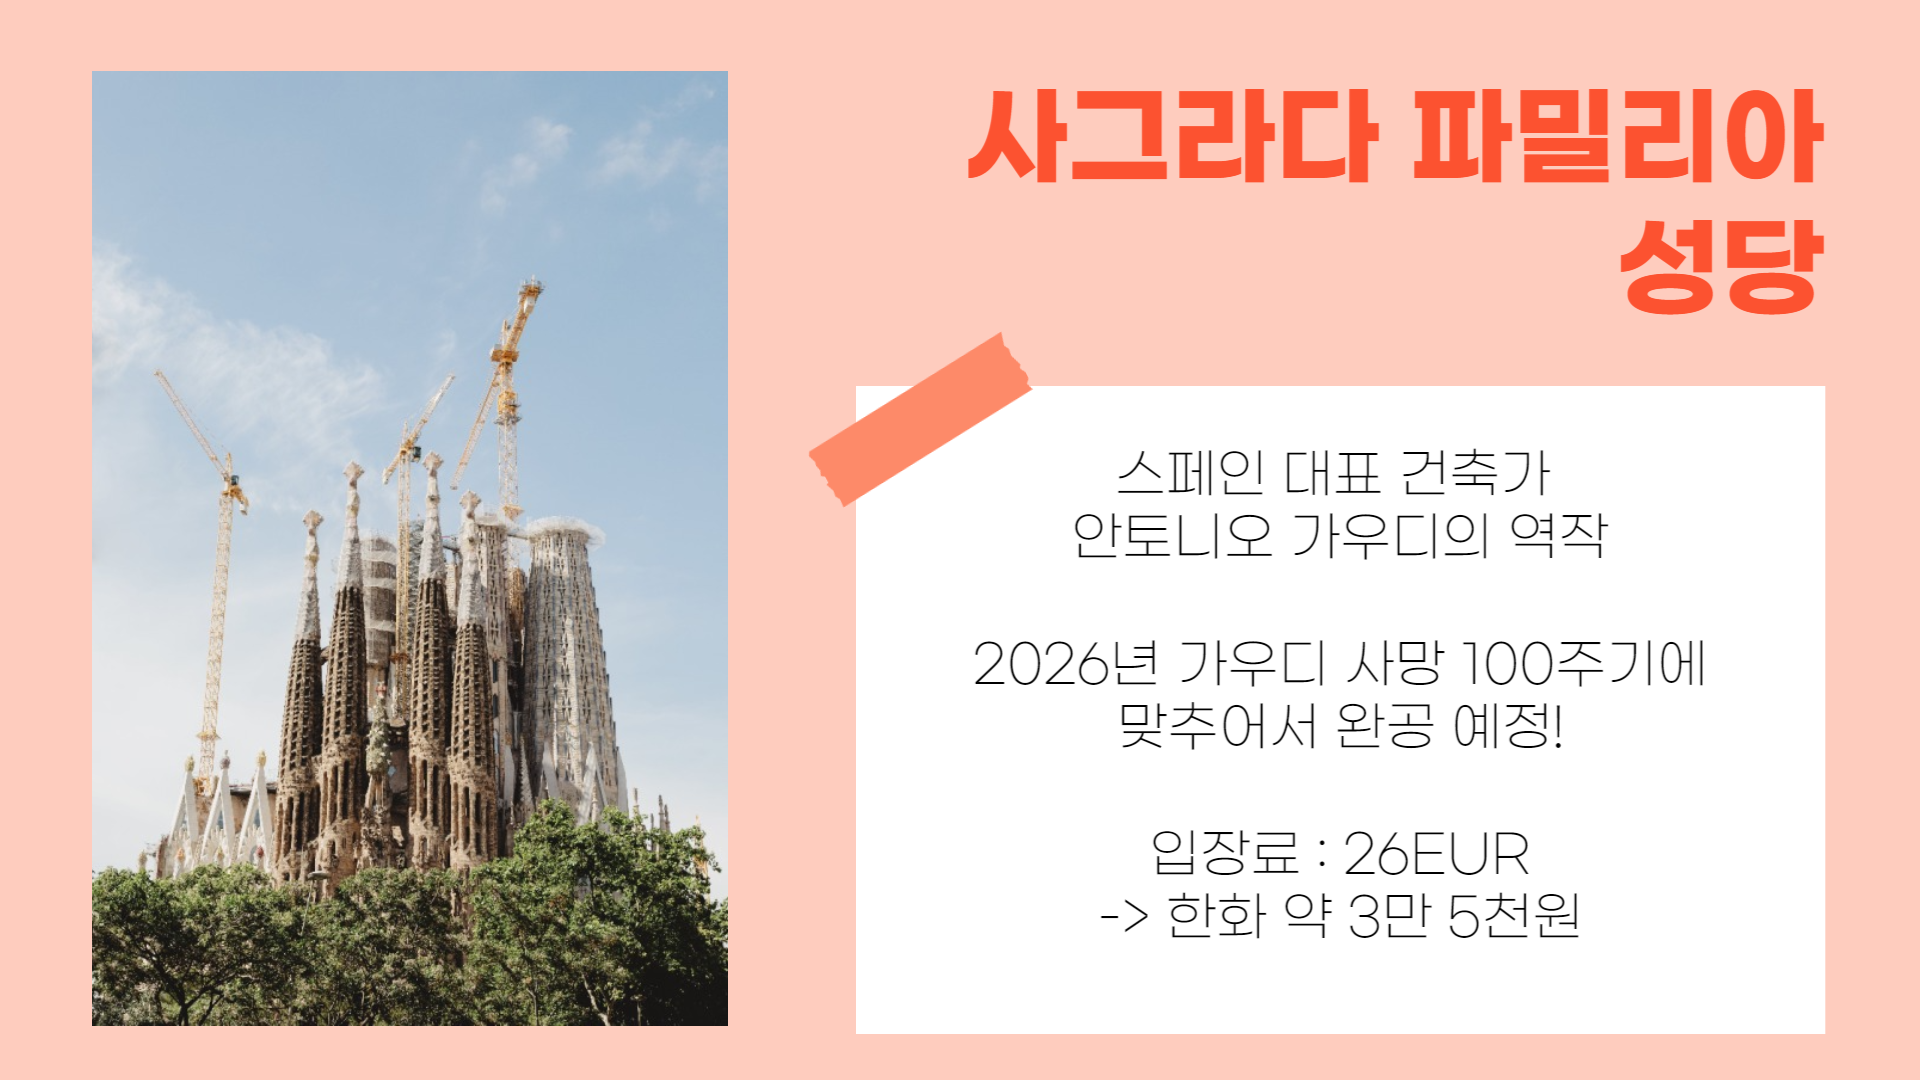 사그라다 파밀리아
성당
스페인 대표 건축가
안토니오 가우디의 역작
2026년 가우디 사망 100주기에
맞추어서 완공 예정!
입장료 : 26EUR
-> 한화 약 3만 5천원